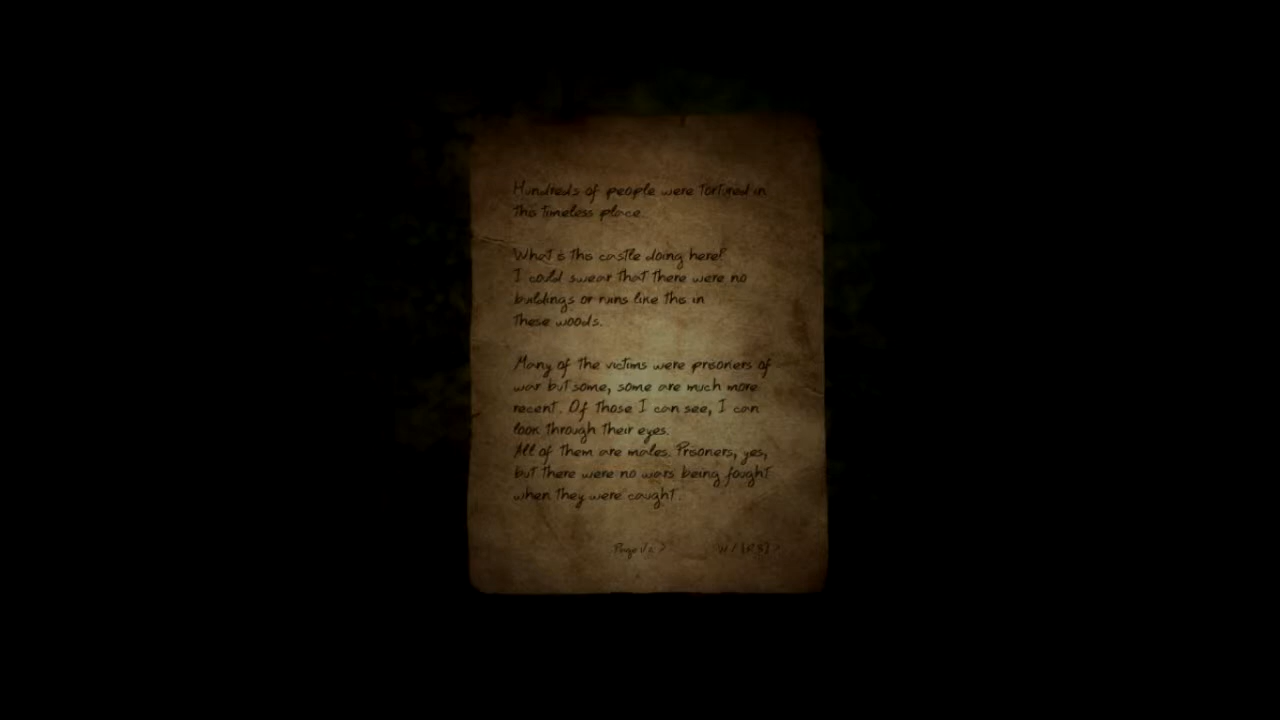 Hundreds of people were tortured in
this timeless place.

What is this castle doing here?
I could swear that there were no
buildings or ruins like this in
these woods.

Many of the victims were prisoners of
war but some, some are much more
recent. Of those I can see, I can
look through their eyes.
All of them are males. Prisoners, yes,
but there were no wars being fought
when they were caught.

Page